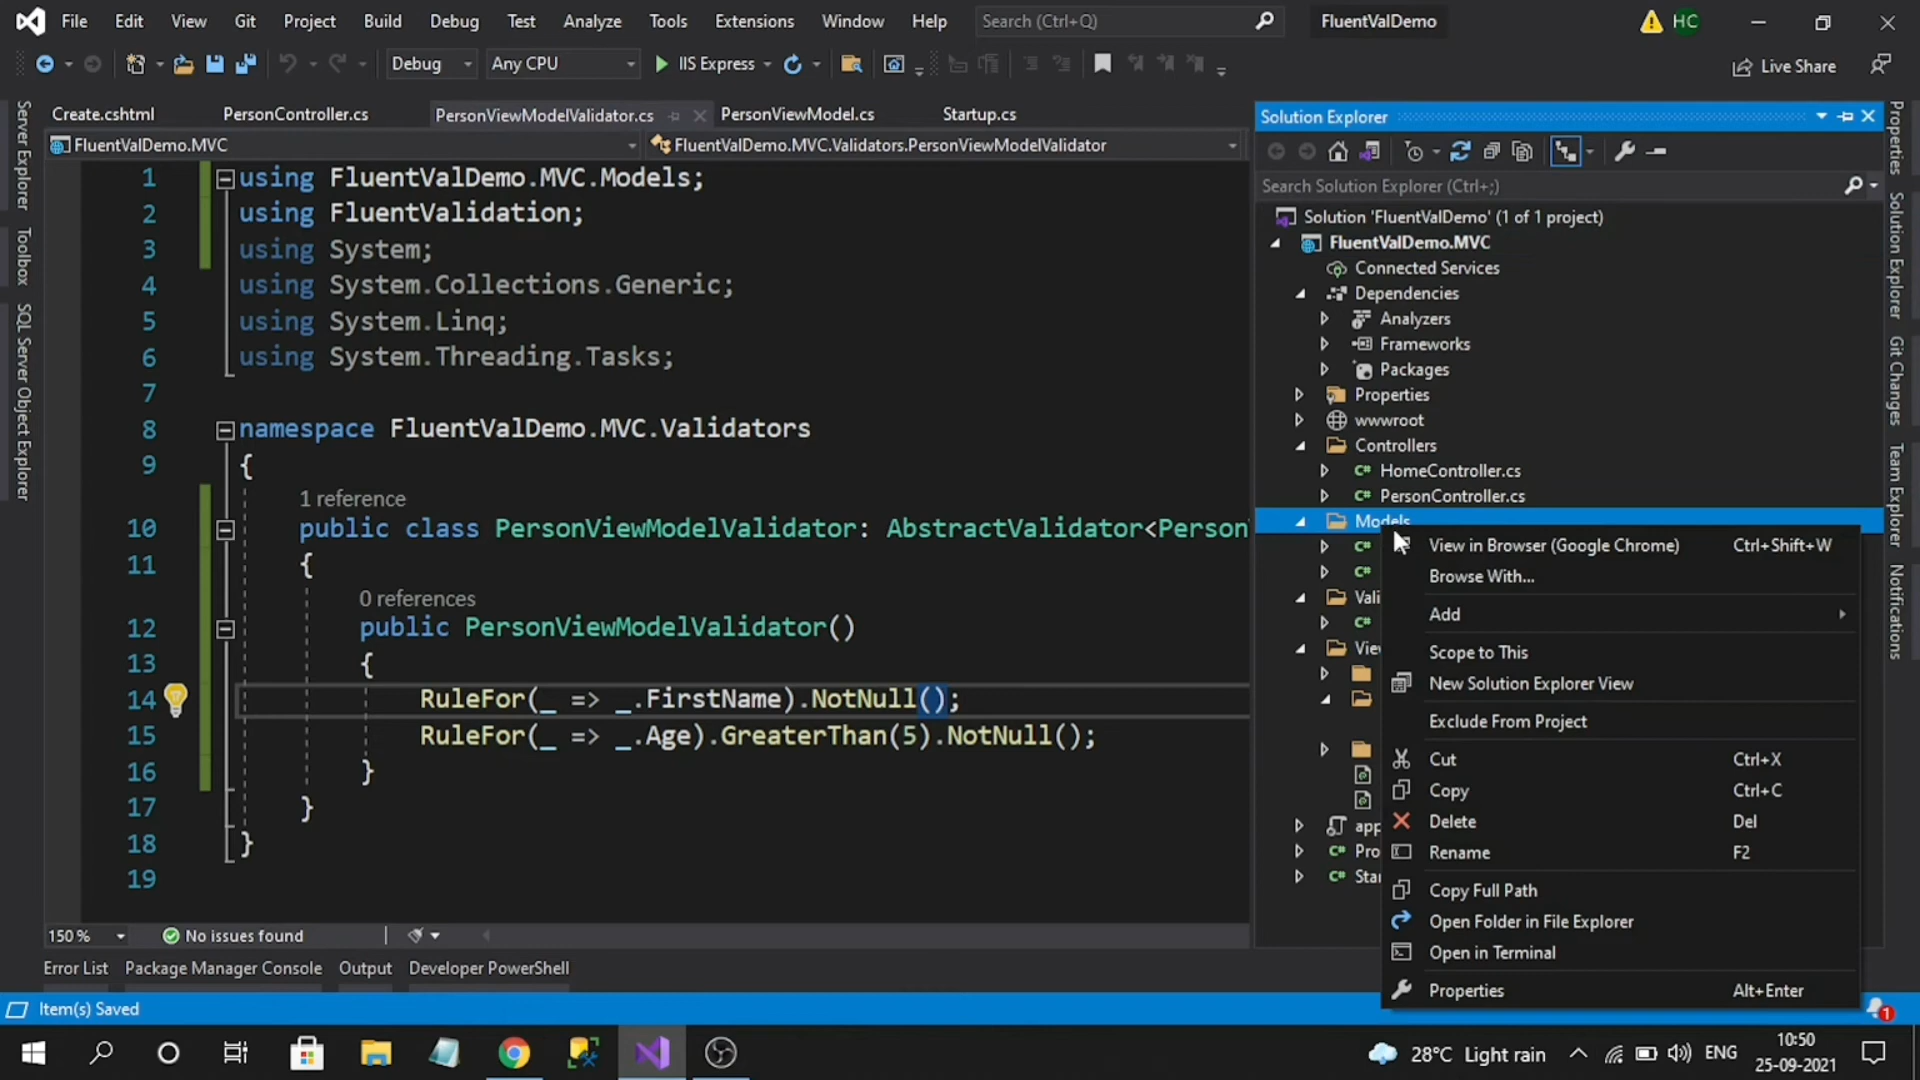 File Edit View Git Project Build Debug Test Analyze Tools Extensions Window Help Search (Ctrl+Q) FluentValDemo HC
Debug Any CPU IIS Express Live Share
Create.cshtml PersonController.cs PersonViewModelValidator.cs PersonViewModel.cs Startup.cs
FluentValDemo.MVC FluentValDemo.MVC.Validators.PersonViewModelValidator
Server Explorer
Toolbox
SQL Server Object Explorer
1 using FluentValDemo.MVC.Models;
2 using FluentValidation;
3 using System;
4 using System.Collections.Generic;
5 using System.Linq;
6 using System.Threading.Tasks;
7
8 namespace FluentValDemo.MVC.Validators
9 {
1 reference
10 public class PersonViewModelValidator: AbstractValidator<Person
11 {
0 references
12 public PersonViewModelValidator()
13 {
14 RuleFor(_ => _.FirstName).NotNull();
15 RuleFor(_ => _.Age).GreaterThan(5).NotNull();
16 }
17 }
18 }
19
150 % No issues found
Error List Package Manager Console Output Developer PowerShell
Solution Explorer
Search Solution Explorer (Ctrl+;)
Solution 'FluentValDemo' (1 of 1 project)
FluentValDemo.MVC
Connected Services
Dependencies
Analyzers
Frameworks
Packages
Properties
wwwroot
Controllers
C# HomeController.cs
C# PersonController.cs
Models
C#
C#
Vali
C#
Vie
app
C# Pro
C# Star
View in Browser (Google Chrome) Ctrl+Shift+W
Browse With...
Add
Scope to This
New Solution Explorer View
Exclude From Project
Cut Ctrl+X
Copy Ctrl+C
Delete Del
Rename F2
Copy Full Path
Open Folder in File Explorer
Open in Terminal
Properties Alt+Enter
Properties
Solution Explorer
Git Changes
Team Explorer
Notifications
Item(s) Saved 1
28°C Light rain ENG 10:50
25-09-2021